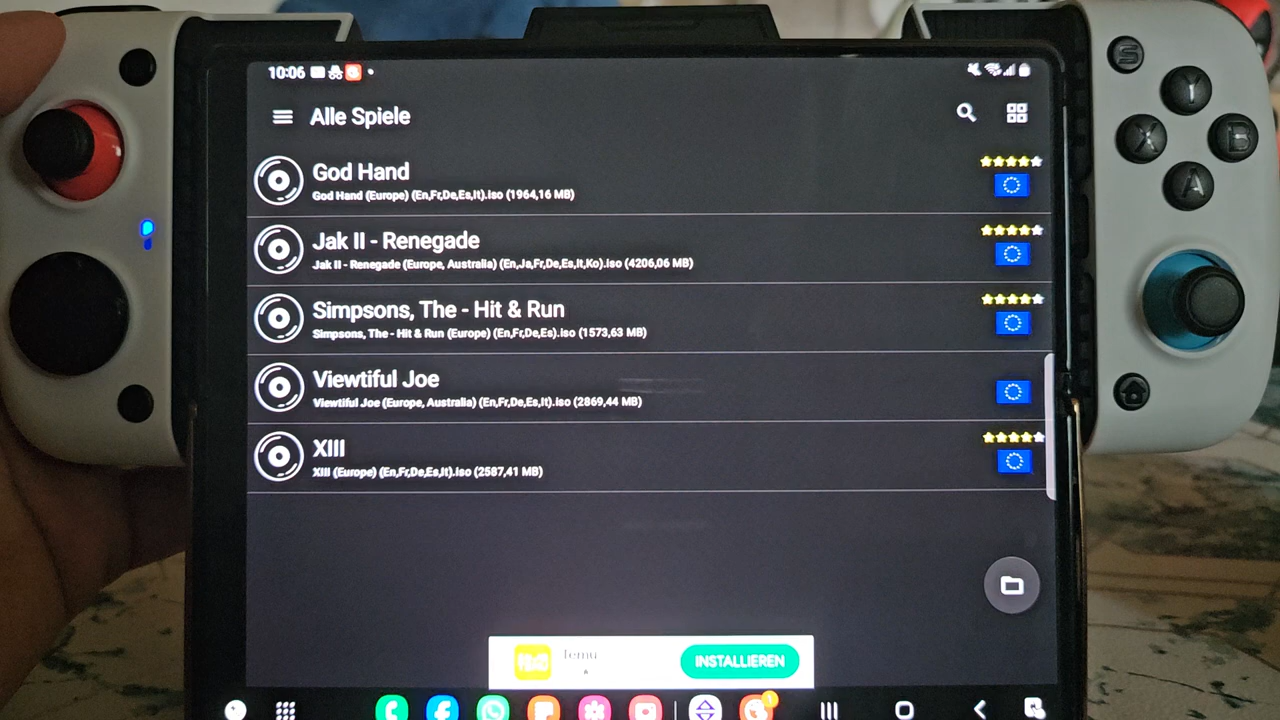 10:06
Alle Spiele
God Hand
God Hand (Europe) (En,Fr,De,Es,It).iso (1964,16 MB)
Jak II - Renegade
Jak II - Renegade (Europe, Australia) (En,Ja,Fr,De,Es,It,Ko).iso (4206,06 MB)
Simpsons, The - Hit & Run
Simpsons, The - Hit & Run (Europe) (En,Fr,De,Es).iso (1573,63 MB)
Viewtiful Joe
Viewtiful Joe (Europe, Australia) (En,Fr,De,Es,It).iso (2869,44 MB)
XIII
XIII (Europe) (En,Fr,De,Es,It).iso (2587,41 MB)
Temu
INSTALLIEREN
S
Y
X
B
A